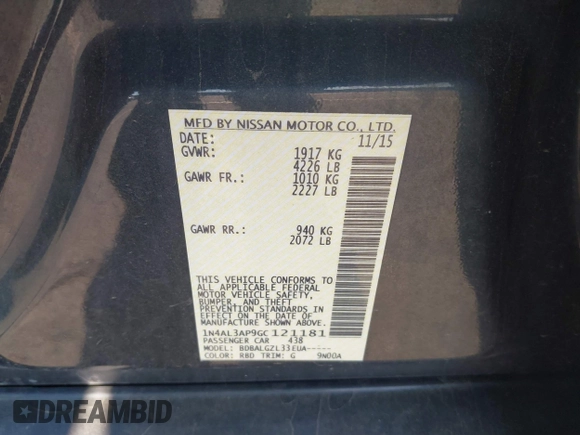 MFD BY NISSAN MOTOR CO., LTD.
DATE: 11/15
GVWR: 1917 KG
4226 LB
GAWR FR.: 1010 KG
2227 LB
GAWR RR.: 940 KG
2072 LB
THIS VEHICLE CONFORMS TO
ALL APPLICABLE FEDERAL
MOTOR VEHICLE SAFETY,
BUMPER, AND THEFT
PREVENTION STANDARDS IN
EFFECT ON THE DATE OF
MANUFACTURE SHOWN ABOVE.
1N4AL3AP9GC121181
PASSENGER CAR 438
MODEL: BDBALGZL33EUA-----
COLOR: RBD TRIM: G 9N00A
DREAMBID